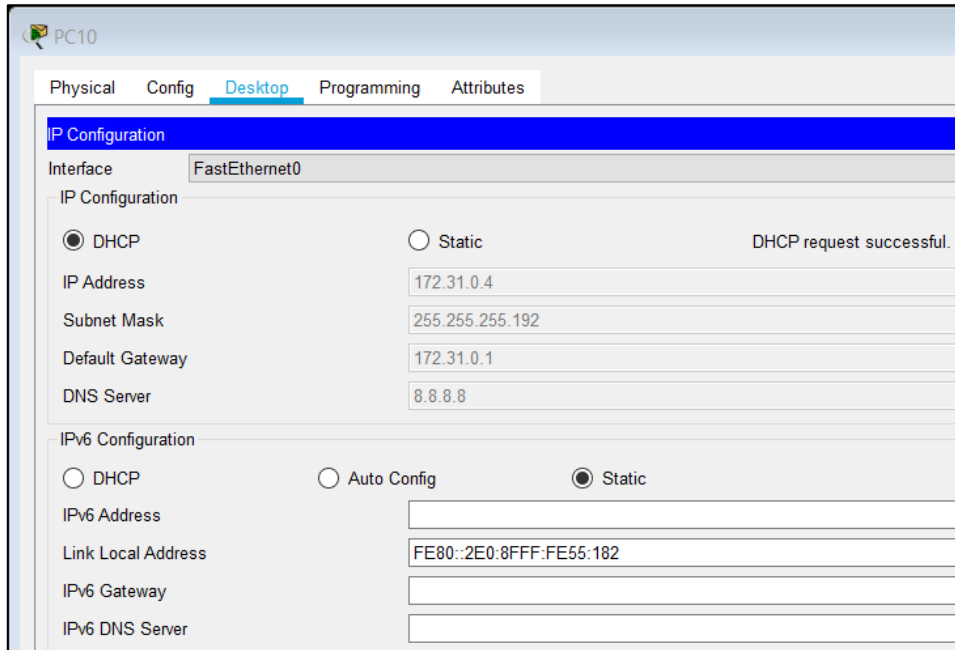 PC10
Physical Config Desktop Programming Attributes
IP Configuration
Interface FastEthernet0
IP Configuration
DHCP Static DHCP request successful.
IP Address 172.31.0.4
Subnet Mask 255.255.255.192
Default Gateway 172.31.0.1
DNS Server 8.8.8.8
IPv6 Configuration
DHCP Auto Config Static
IPv6 Address
Link Local Address FE80::2E0:8FFF:FE55:182
IPv6 Gateway
IPv6 DNS Server